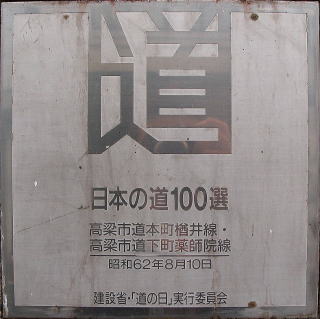 道
日本の道100選
高梁市道本町楢井線・
高梁市道下町薬師院線
昭和62年8月10日
建設省・「道の日」実行委員会